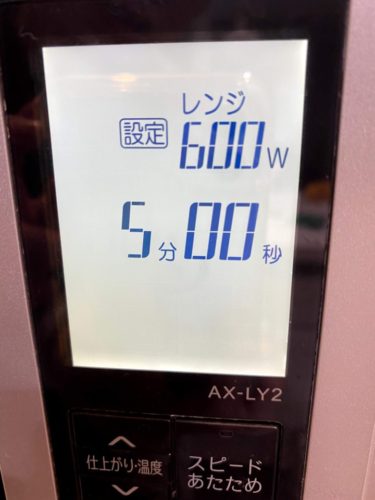 レンジ
設定 600W
5分00秒
AX-LY2
仕上がり・温度
スピード
あたため